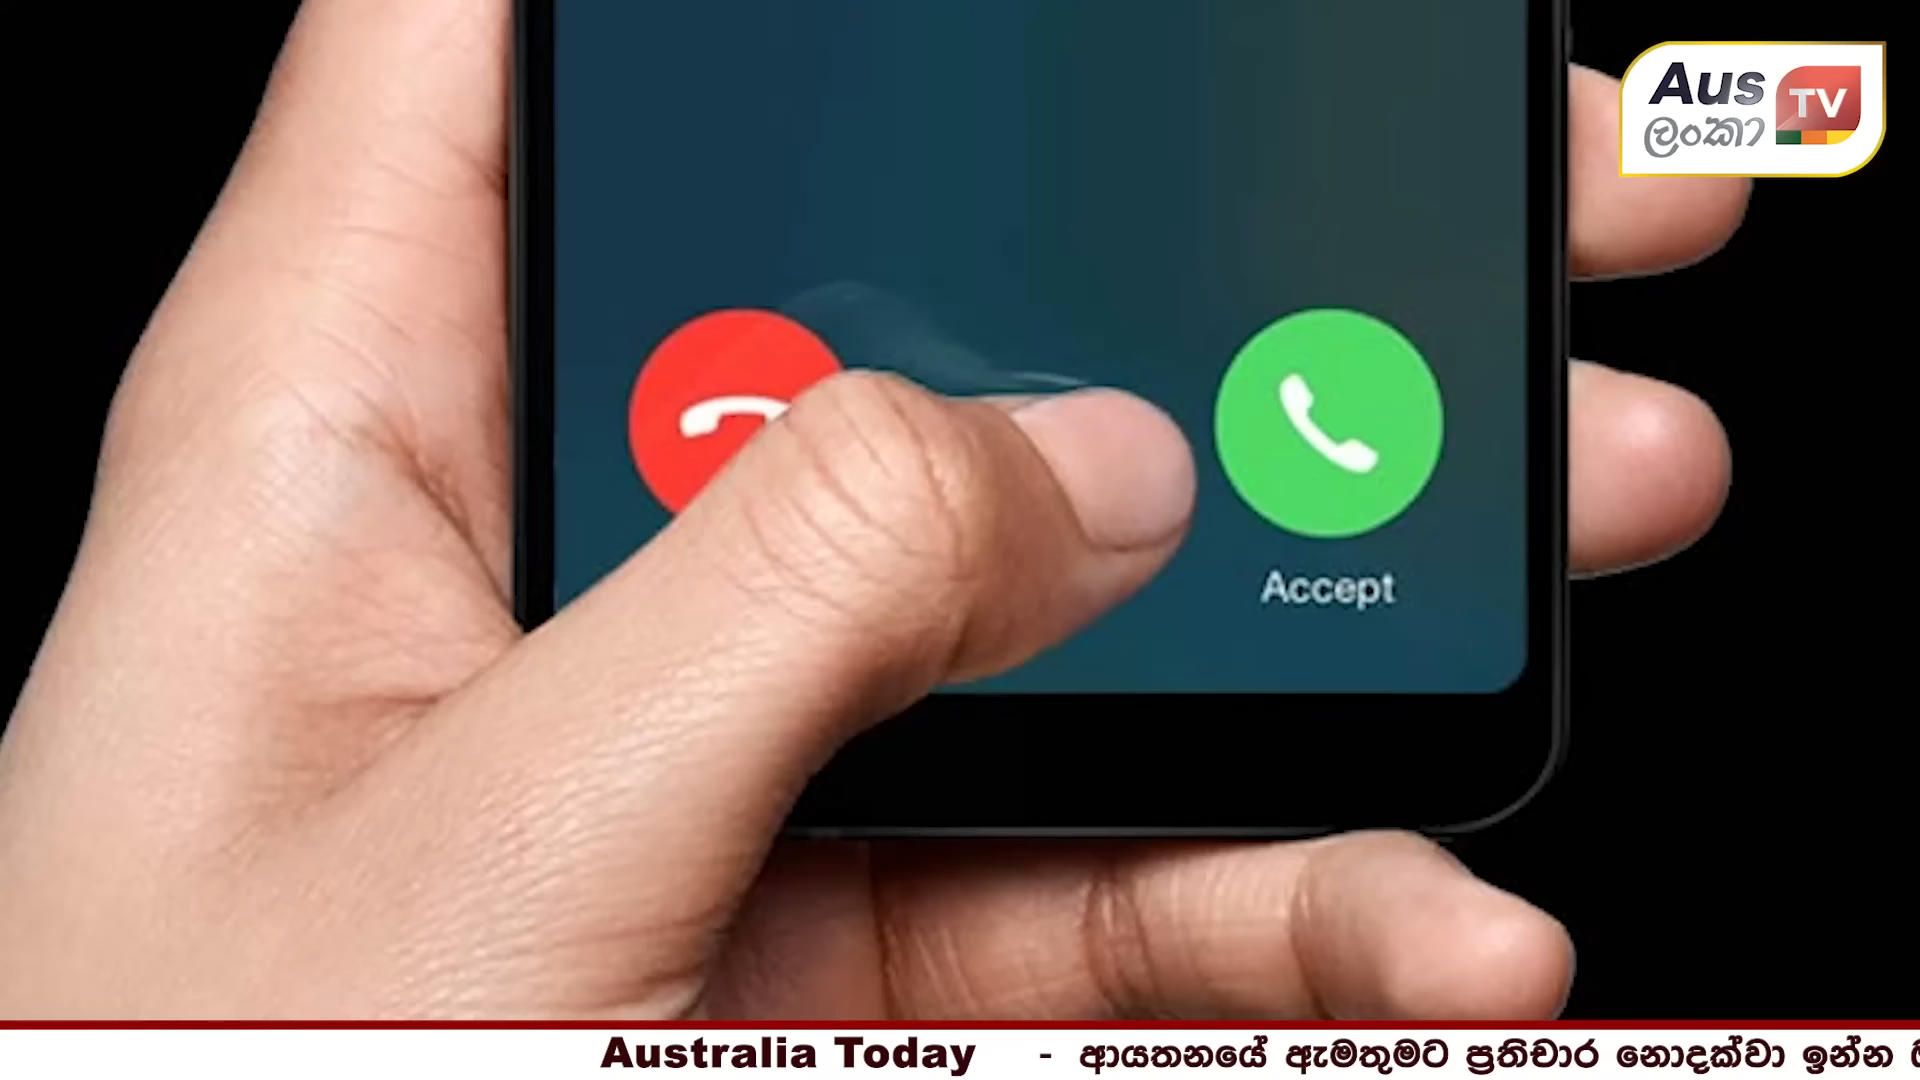 Aus
ලංකා
TV
Accept
Australia Today - ආයතනයේ ඇමතුමට ප්‍රතිචාර නොදක්වා ඉන්න